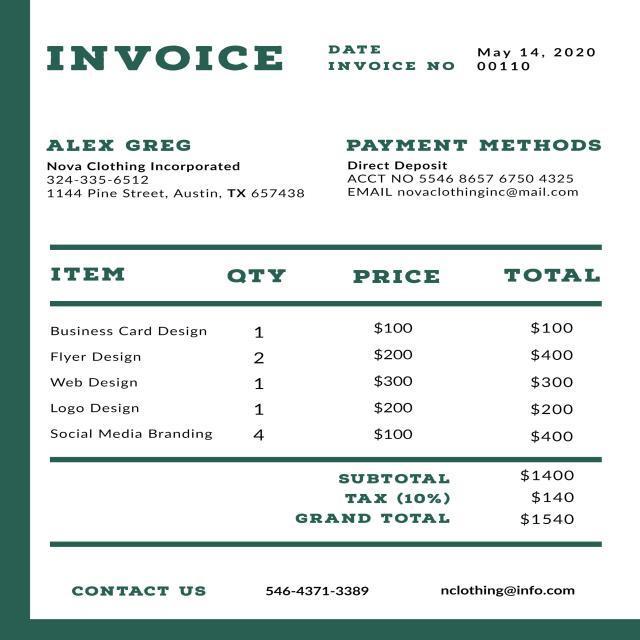 INVOICE
DATE May 14, 2020
INVOICE NO 00110
ALEX GREG
Nova Clothing Incorporated
324-335-6512
1144 Pine Street, Austin, TX 657438
PAYMENT METHODS
Direct Deposit
ACCT NO 5546 8657 6750 4325
EMAIL novaclothinginc@mail.com
ITEM QTY PRICE TOTAL
Business Card Design 1 $100 $100
Flyer Design 2 $200 $400
Web Design 1 $300 $300
Logo Design 1 $200 $200
Social Media Branding 4 $100 $400
SUBTOTAL $1400
TAX (10%) $140
GRAND TOTAL $1540
CONTACT US 546-4371-3389 nclothing@info.com